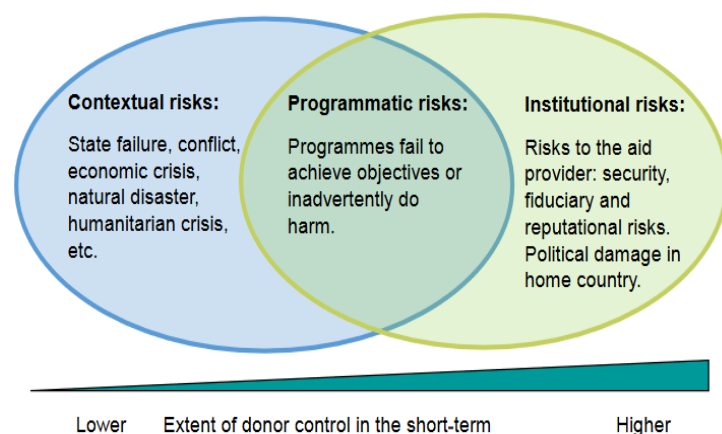 Contextual risks:
State failure, conflict,
economic crisis,
natural disaster,
humanitarian crisis,
etc.
Programmatic risks:
Programmes fail to
achieve objectives or
inadvertently do
harm.
Institutional risks:
Risks to the aid
provider: security,
fiduciary and
reputational risks.
Political damage in
home country.
Lower Extent of donor control in the short-term Higher